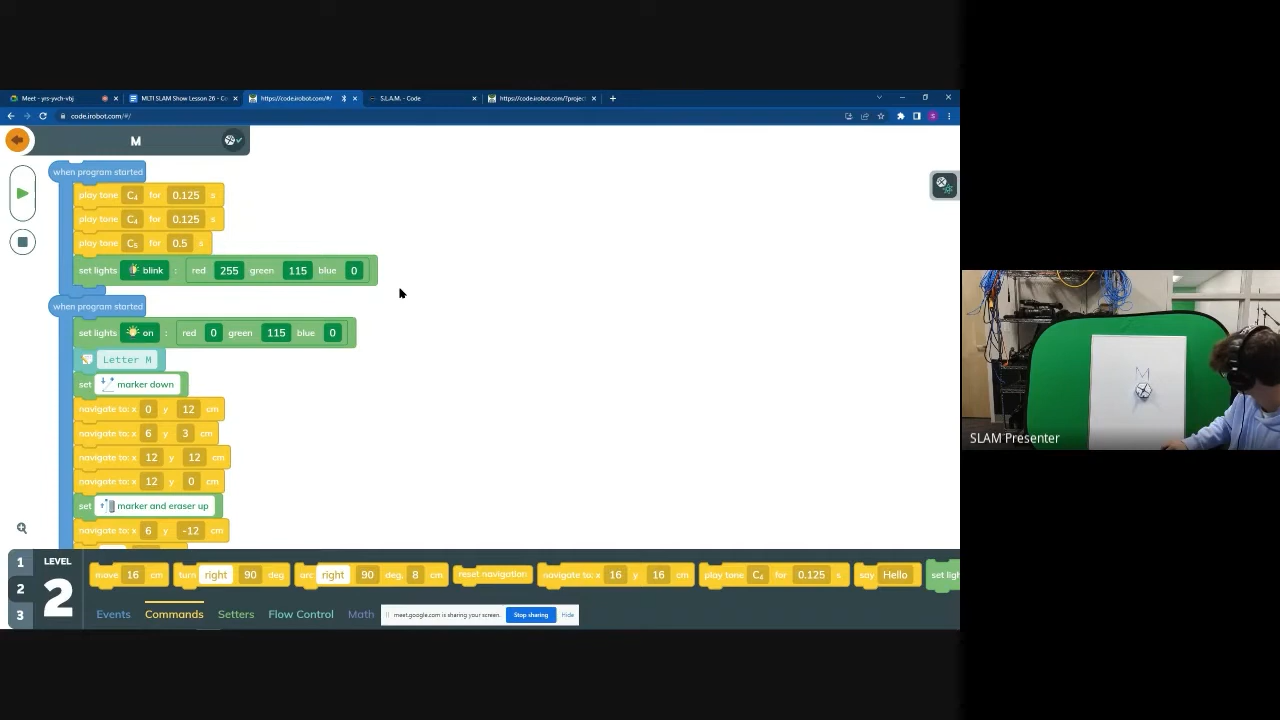 Meet - yrs-yvch-vbj
MLTI SLAM Show Lesson 26 - Co
https://code.irobot.com/#/
S.L.A.M. - Code
https://code.irobot.com/?projec
code.irobot.com/#/
M
when program started
play tone C4 for 0.125 s
play tone C4 for 0.125 s
play tone C5 for 0.5 s
set lights blink : red 255 green 115 blue 0
when program started
set lights on : red 0 green 115 blue 0
Letter M
set marker down
navigate to: x 0 y 12 cm
navigate to: x 6 y 3 cm
navigate to: x 12 y 12 cm
navigate to: x 12 y 0 cm
set marker and eraser up
navigate to: x 6 y -12 cm
M
SLAM Presenter
1
2
3
LEVEL
2
move 16 cm
turn right 90 deg
arc right 90 deg, 8 cm
reset navigation
navigate to: x 16 y 16 cm
play tone C4 for 0.125 s
say Hello
set ligh
Events Commands Setters Flow Control Math
meet.google.com is sharing your screen. Stop sharing Hide